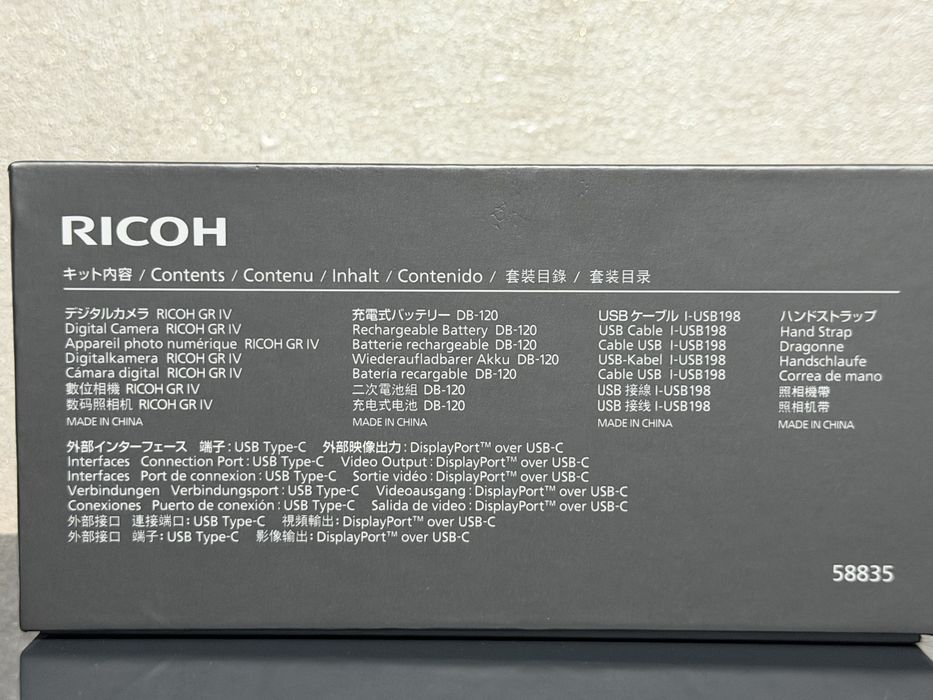 RICOH
キット内容 / Contents / Contenu / Inhalt / Contenido / 套裝目錄 / 套装目录
デジタルカメラ RICOH GR IV
Digital Camera RICOH GR IV
Appareil photo numérique RICOH GR IV
Digitalkamera RICOH GR IV
Cámara digital RICOH GR IV
數位相機 RICOH GR IV
数码照相机 RICOH GR IV
MADE IN CHINA
充電式バッテリー DB-120
Rechargeable Battery DB-120
Batterie rechargeable DB-120
Wiederaufladbarer Akku DB-120
Batería recargable DB-120
二次電池組 DB-120
充电式电池 DB-120
MADE IN CHINA
USB ケーブル I-USB198
USB Cable I-USB198
Cable USB I-USB198
USB-Kabel I-USB198
Cable USB I-USB198
USB 接線 I-USB198
USB 接线 I-USB198
MADE IN CHINA
ハンドストラップ
Hand Strap
Dragonne
Handschlaufe
Correa de mano
照相機帶
照相机带
MADE IN CHINA
外部インターフェース 端子 : USB Type-C 外部映像出力 : DisplayPort™ over USB-C
Interfaces Connection Port : USB Type-C Video Output : DisplayPort™ over USB-C
Interfaces Port de connexion : USB Type-C Sortie vidéo : DisplayPort™ over USB-C
Verbindungen Verbindungsport : USB Type-C Videoausgang : DisplayPort™ over USB-C
Conexiones Puerto de conexión : USB Type-C Salida de video : DisplayPort™ over USB-C
外部接口 連接端口 : USB Type-C 視頻輸出 : DisplayPort™ over USB-C
外部接口 端子 : USB Type-C 影像输出 : DisplayPort™ over USB-C
58835